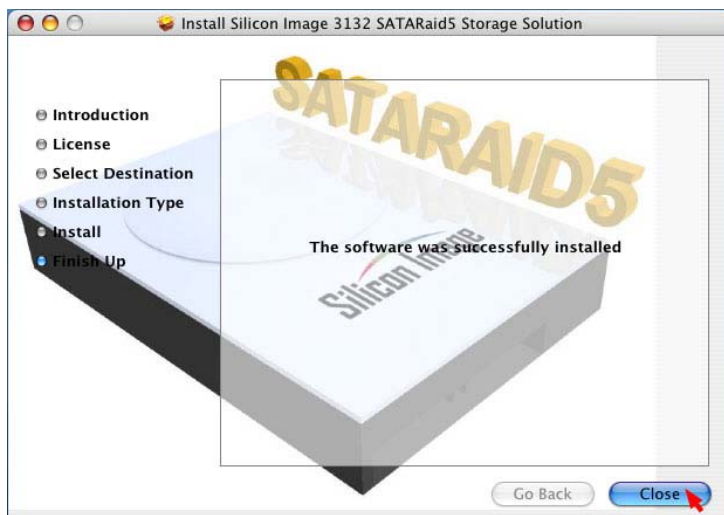 Install Silicon Image 3132 SATARaid5 Storage Solution
SATARAID5
Introduction
License
Select Destination
Installation Type
Install
Finish Up
The software was successfully installed
Silicon Image
Go Back
Close